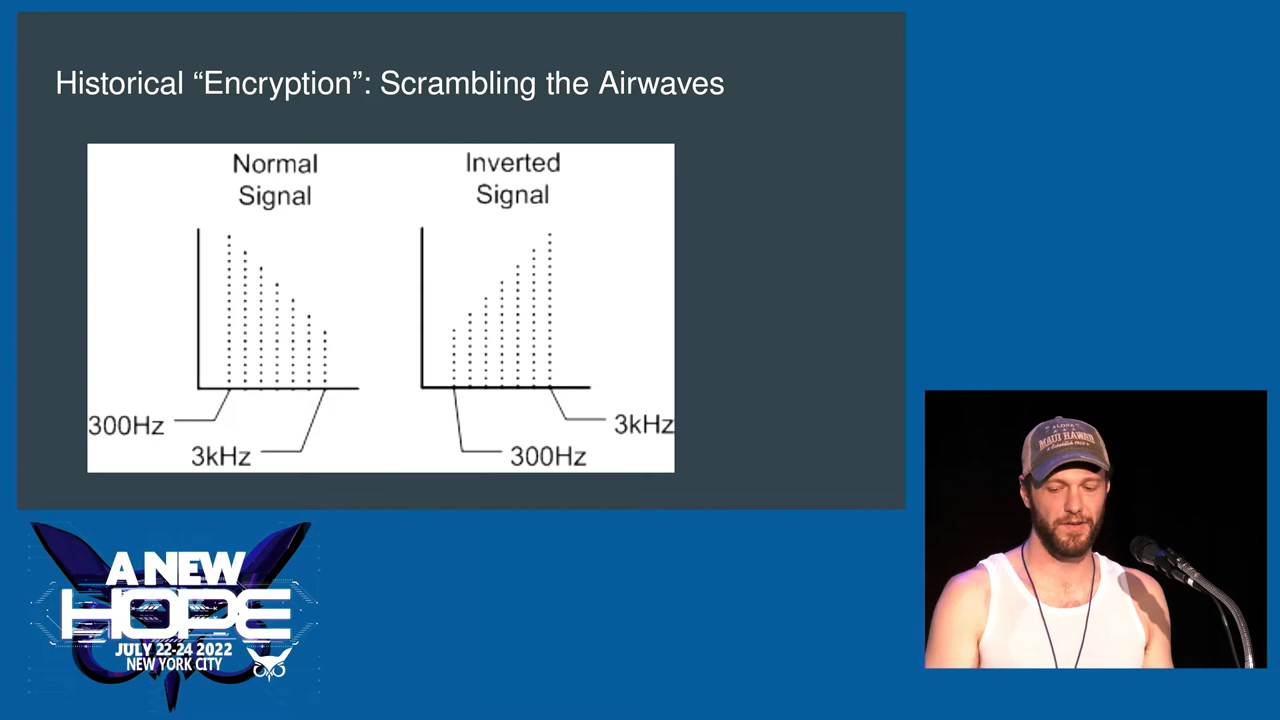 Historical “Encryption”: Scrambling the Airwaves
Normal
Signal
Inverted
Signal
300Hz
3kHz
3kHz
300Hz
A NEW
HOPE
JULY 22-24 2022
NEW YORK CITY
ALOHA
MAUI HAWAII